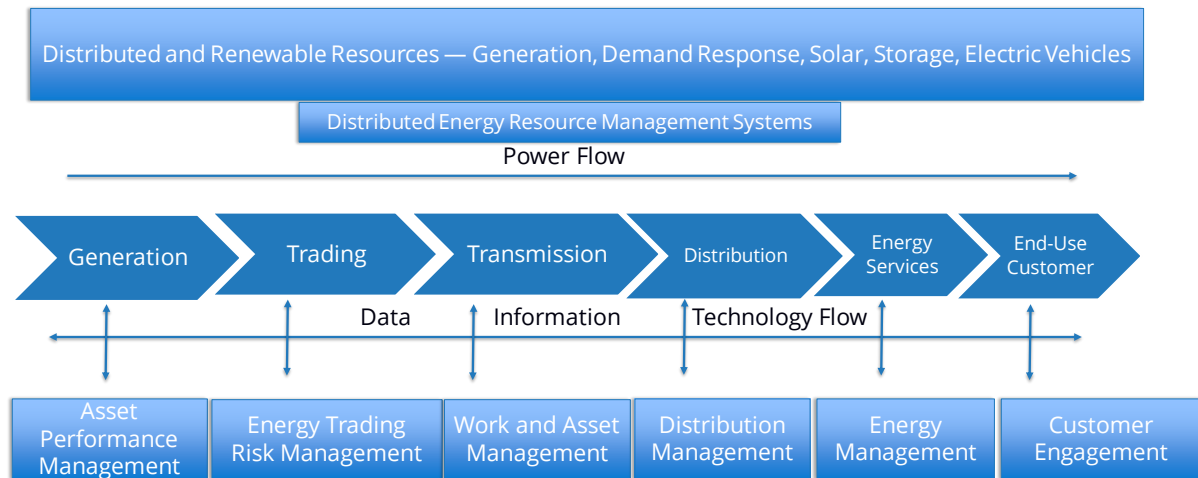 Distributed and Renewable Resources — Generation, Demand Response, Solar, Storage, Electric Vehicles
Distributed Energy Resource Management Systems
Power Flow
Generation
Trading
Transmission
Distribution
Energy
Services
End-Use
Customer
Data
Information
Technology Flow
Asset
Performance
Management
Energy Trading
Risk Management
Work and Asset
Management
Distribution
Management
Energy
Management
Customer
Engagement